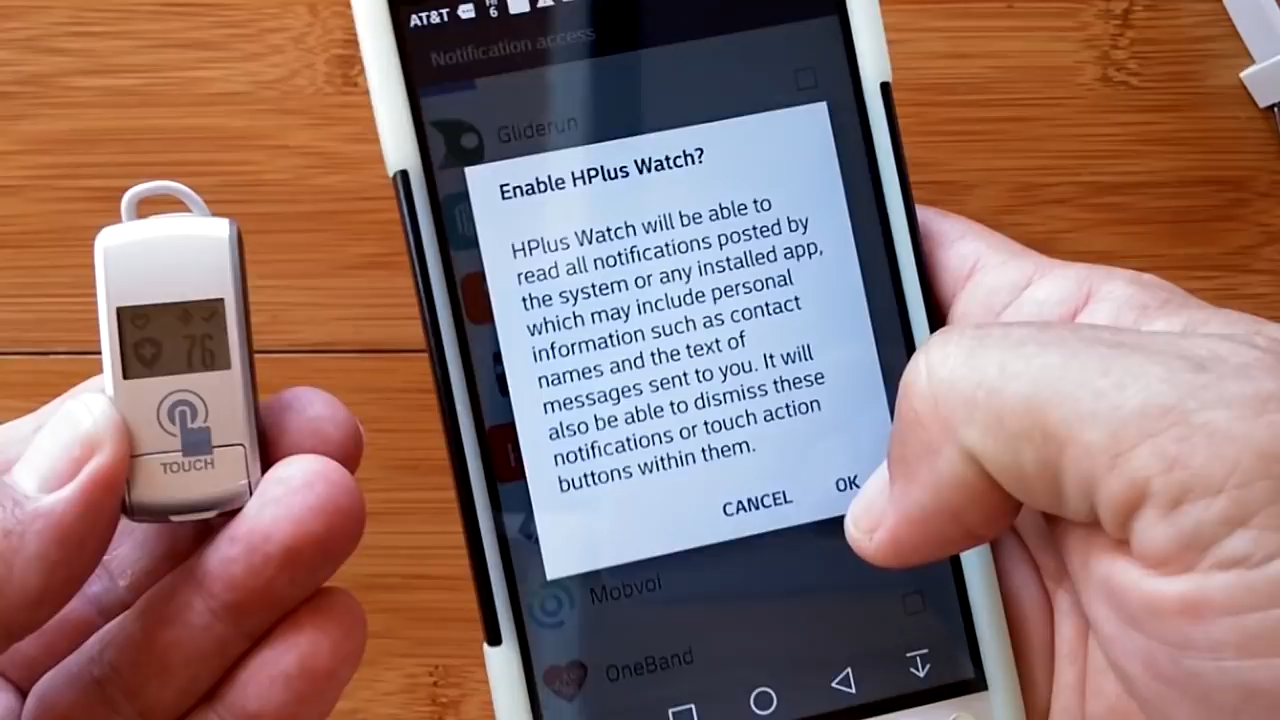 AT&T
6
Notification access
Gliderun
Enable HPlus Watch?
HPlus Watch will be able to
read all notifications posted by
the system or any installed app,
which may include personal
information such as contact
names and the text of
messages sent to you. It will
also be able to dismiss these
notifications or touch action
buttons within them.
CANCEL OK
Mobvoi
OneBand
76
TOUCH